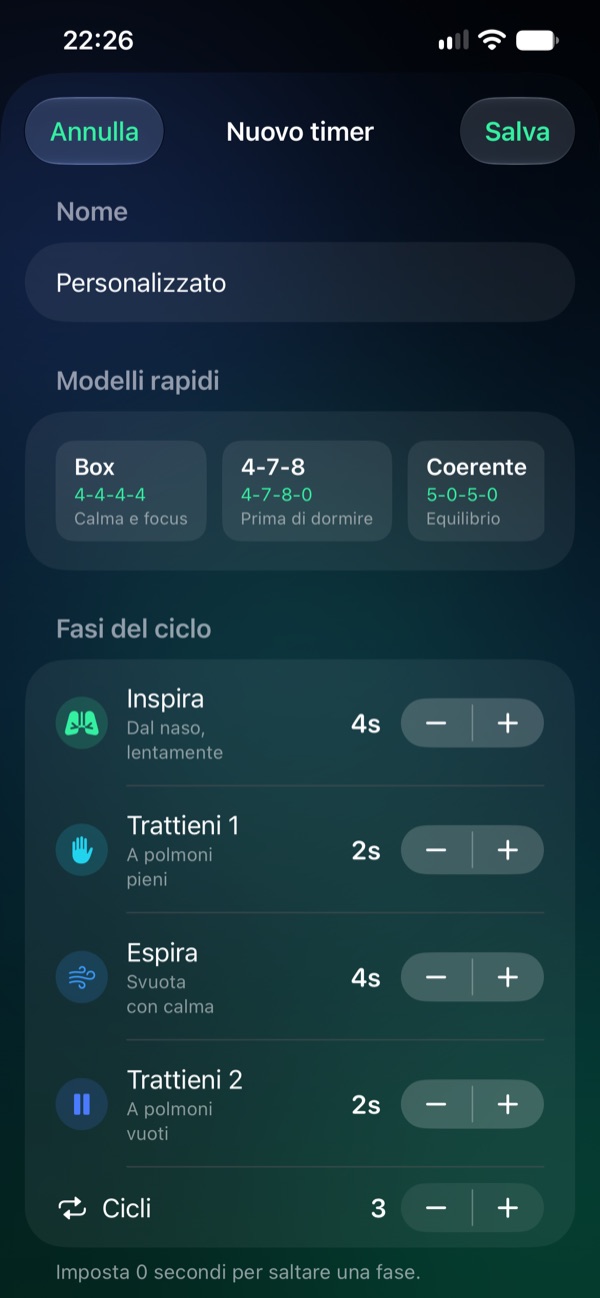 22:26
Annulla
Nuovo timer
Salva
Nome
Personalizzato
Modelli rapidi
Box
4-4-4-4
Calma e focus
4-7-8
4-7-8-0
Prima di dormire
Coerente
5-0-5-0
Equilibrio
Fasi del ciclo
Inspira
Dal naso,
lentamente
4s
Trattieni 1
A polmoni
pieni
2s
Espira
Svuota
con calma
4s
Trattieni 2
A polmoni
vuoti
2s
Cicli
3
Imposta 0 secondi per saltare una fase.